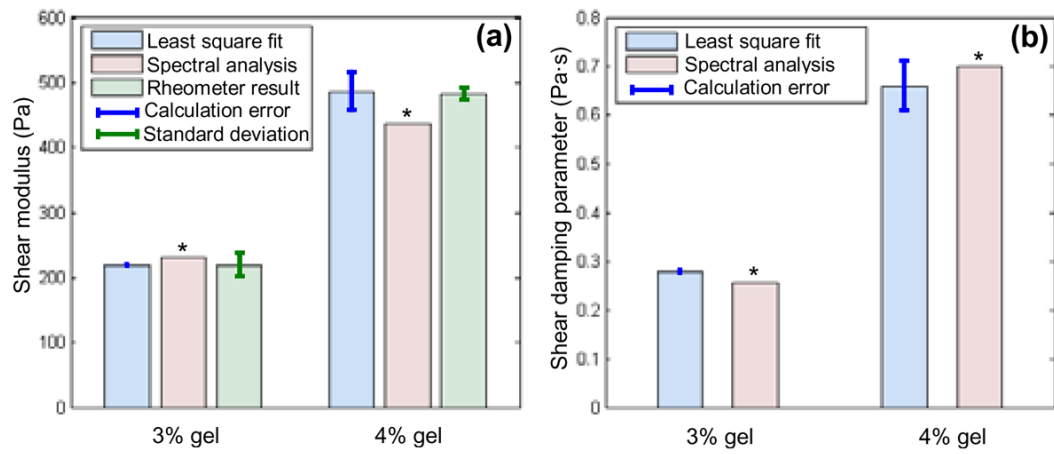 (a)
Least square fit
Spectral analysis
Rheometer result
Calculation error
Standard deviation
Shear modulus (Pa)
600
500
400
300
200
100
0
*
*
3% gel
4% gel
(b)
Least square fit
Spectral analysis
Calculation error
Shear damping parameter (Pa·s)
0.8
0.7
0.6
0.5
0.4
0.3
0.2
0.1
0
*
*
3% gel
4% gel